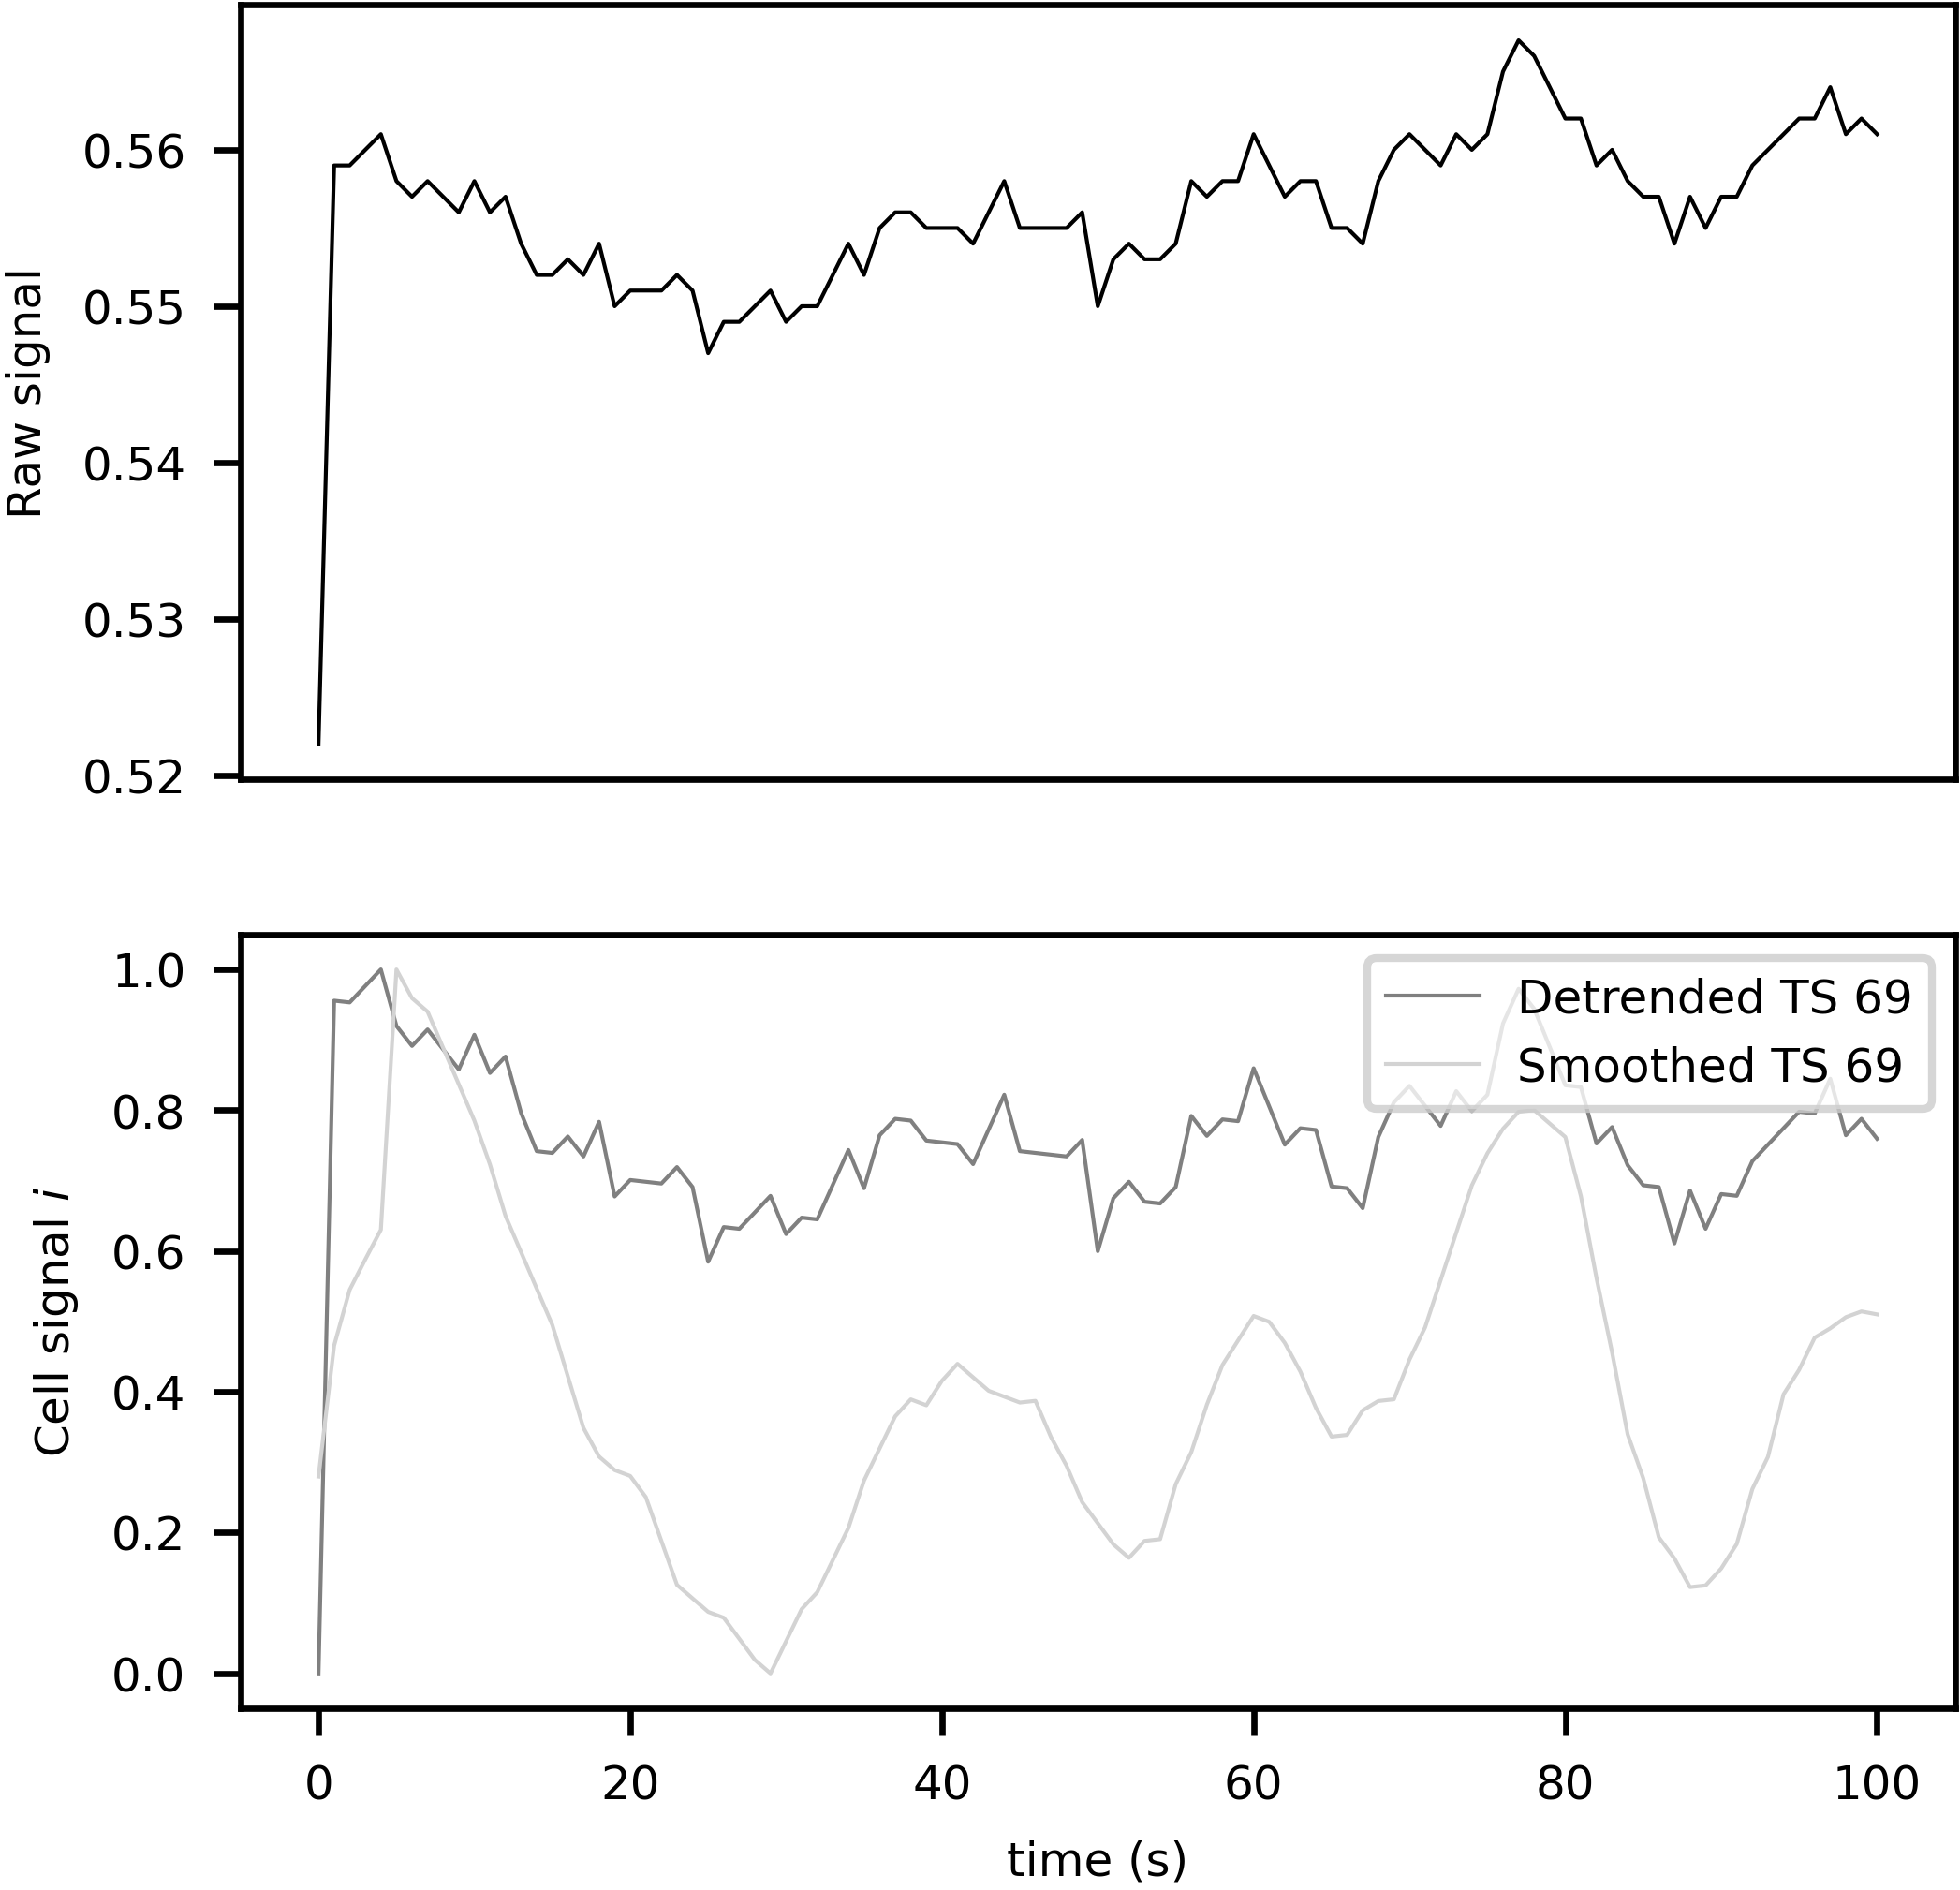 Raw signal
0.56
0.55
0.54
0.53
0.52
Cell signal i
1.0
0.8
0.6
0.4
0.2
0.0
Detrended TS 69
Smoothed TS 69
0 20 40 60 80 100
time (s)